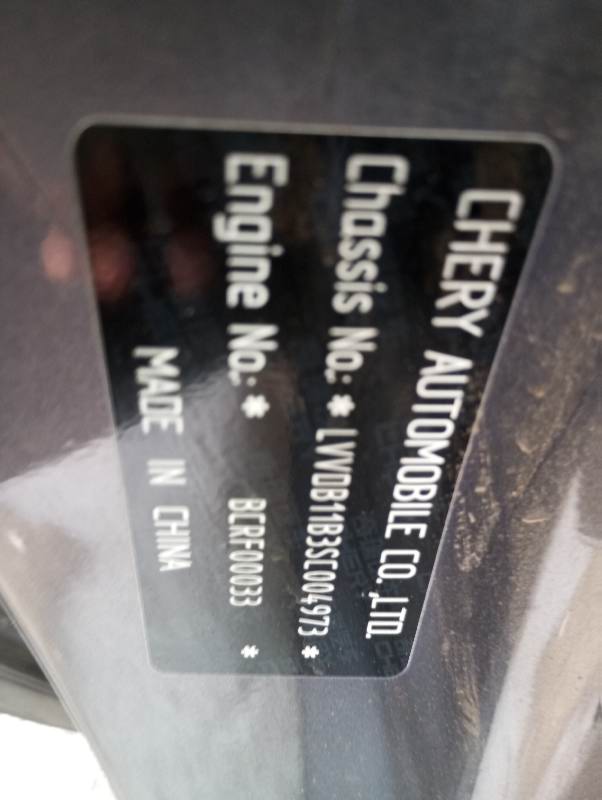 CHERY AUTOMOBILE CO.,LTD.
Chassis No.: * LVVDB11B3SC004973 *
Engine No.: * BCRF00033 *
MADE IN CHINA